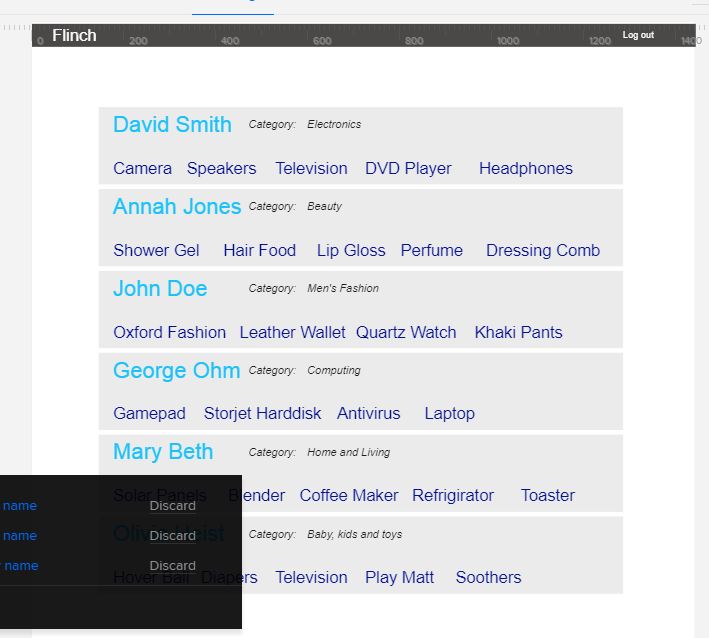 Flinch Log out
0 200 400 600 800 1000 1200 1400
David Smith Category: Electronics
Camera Speakers Television DVD Player Headphones
Annah Jones Category: Beauty
Shower Gel Hair Food Lip Gloss Perfume Dressing Comb
John Doe Category: Men's Fashion
Oxford Fashion Leather Wallet Quartz Watch Khaki Pants
George Ohm Category: Computing
Gamepad Storjet Harddisk Antivirus Laptop
Mary Beth Category: Home and Living
Solar Panels Blender Coffee Maker Refrigirator Toaster
name Discard
Olivia Heist Category: Baby, kids and toys
name Discard
name Discard
Hover Ball Diapers Television Play Matt Soothers